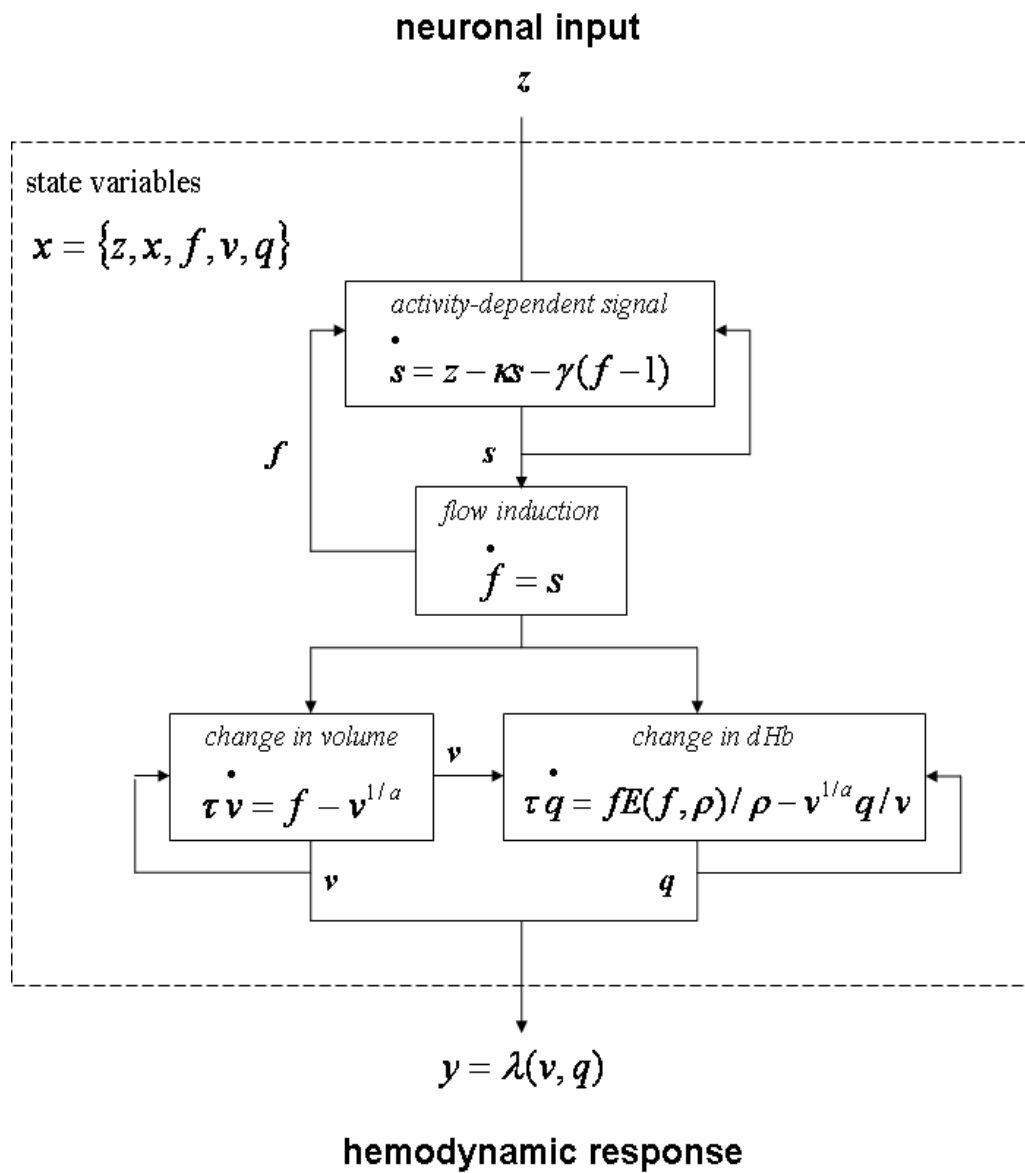 neuronal input
z
state variables
x = {z, x, f, v, q}
activity-dependent signal
ṡ = z − κs − γ(f − 1)
f
s
flow induction
ḟ = s
change in volume
τv̇ = f − v^{1/a}
v
change in dHb
τq̇ = fE(f, ρ)/ρ − v^{1/a}q/v
v
q
y = λ(v, q)
hemodynamic response